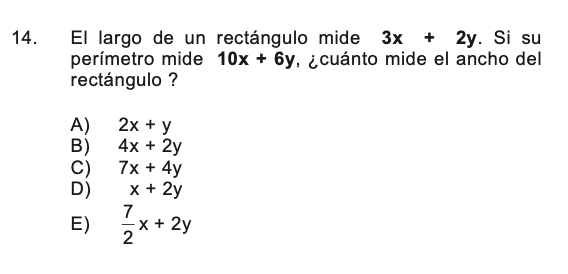 14. El largo de un rectángulo mide 3x + 2y. Si su
perímetro mide 10x + 6y, ¿cuánto mide el ancho del
rectángulo ?
A) 2x + y
B) 4x + 2y
C) 7x + 4y
D) x + 2y
E) 7/2 x + 2y